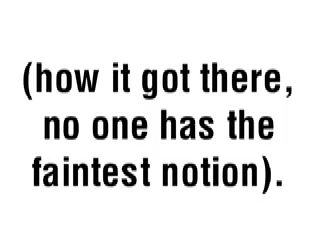 (how it got there,
no one has the
faintest notion).